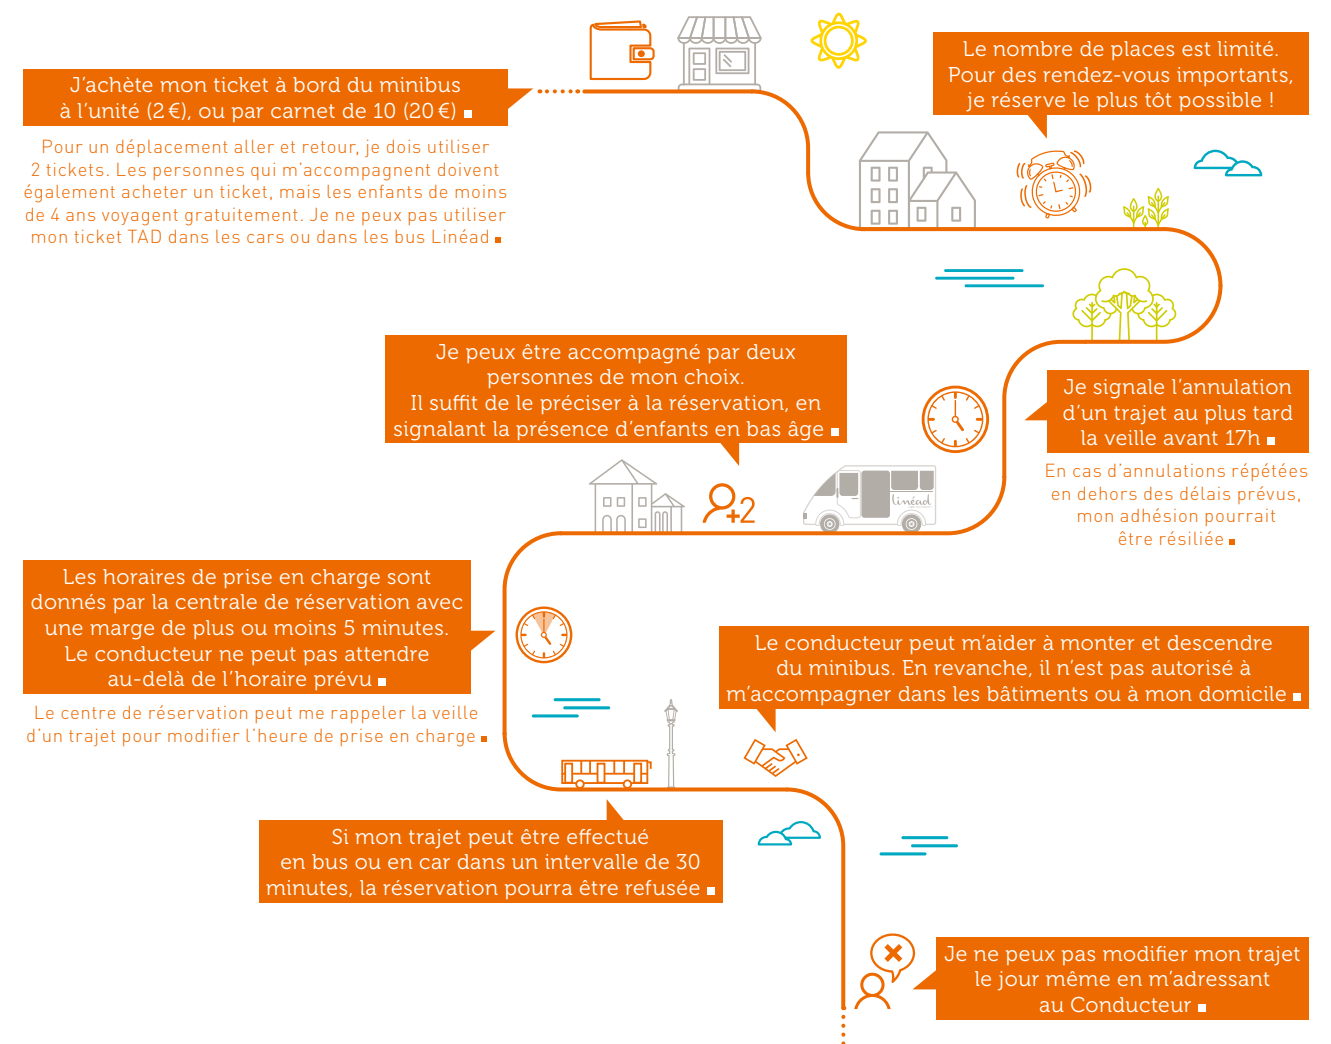 J'achète mon ticket à bord du minibus
à l'unité (2 €), ou par carnet de 10 (20 €)
Pour un déplacement aller et retour, je dois utiliser
2 tickets. Les personnes qui m'accompagnent doivent
également acheter un ticket, mais les enfants de moins
de 4 ans voyagent gratuitement. Je ne peux pas utiliser
mon ticket TAD dans les cars ou dans les bus Linéad
Le nombre de places est limité.
Pour des rendez-vous importants,
je réserve le plus tôt possible !
Je signale l'annulation
d'un trajet au plus tard
la veille avant 17h
En cas d'annulations répétées
en dehors des délais prévus,
mon adhésion pourrait
être résiliée
Je peux être accompagné par deux
personnes de mon choix.
Il suffit de le préciser à la réservation, en
signalant la présence d'enfants en bas âge
+2
linéad
Les horaires de prise en charge sont
donnés par la centrale de réservation avec
une marge de plus ou moins 5 minutes.
Le conducteur ne peut pas attendre
au-delà de l'horaire prévu
Le centre de réservation peut me rappeler la veille
d'un trajet pour modifier l'heure de prise en charge
Le conducteur peut m'aider à monter et descendre
du minibus. En revanche, il n'est pas autorisé à
m'accompagner dans les bâtiments ou à mon domicile
Si mon trajet peut être effectué
en bus ou en car dans un intervalle de 30
minutes, la réservation pourra être refusée
Je ne peux pas modifier mon trajet
le jour même en m'adressant
au Conducteur